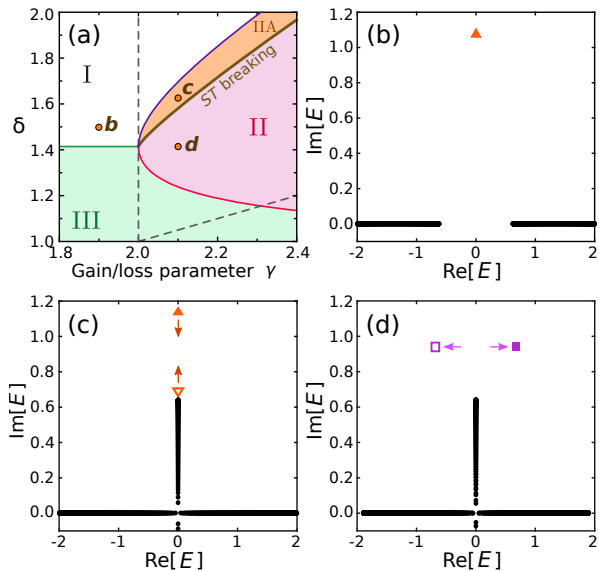 (a)
2.0
1.8
1.6
1.4
1.2
1.0
δ
I
IIA
ST breaking
c
b
d
II
III
1.8 2.0 2.2 2.4
Gain/loss parameter γ
(b)
1.2
1.0
0.8
0.6
0.4
0.2
0.0
Im[E]
-2 -1 0 1 2
Re[E]
(c)
1.2
1.0
0.8
0.6
0.4
0.2
0.0
Im[E]
-2 -1 0 1 2
Re[E]
(d)
1.2
1.0
0.8
0.6
0.4
0.2
0.0
Im[E]
-2 -1 0 1 2
Re[E]